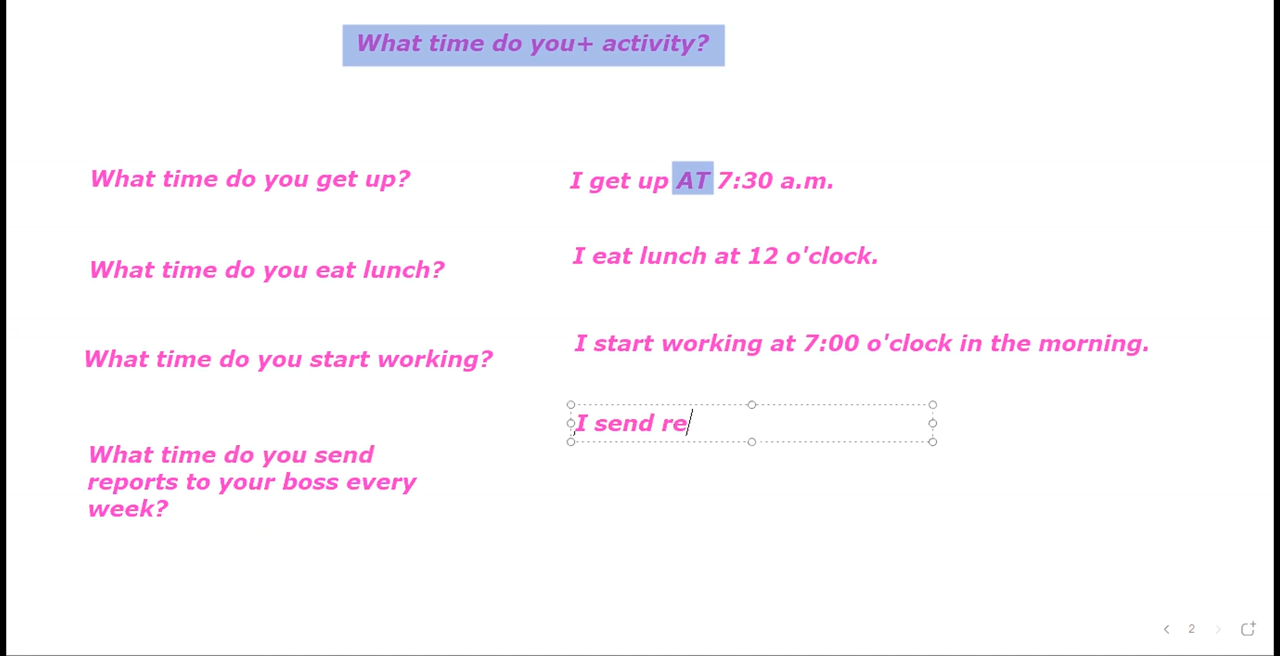 What time do you+ activity?
What time do you get up?
I get up AT 7:30 a.m.
What time do you eat lunch?
I eat lunch at 12 o'clock.
What time do you start working?
I start working at 7:00 o'clock in the morning.
What time do you send
reports to your boss every
week?
I send re
2